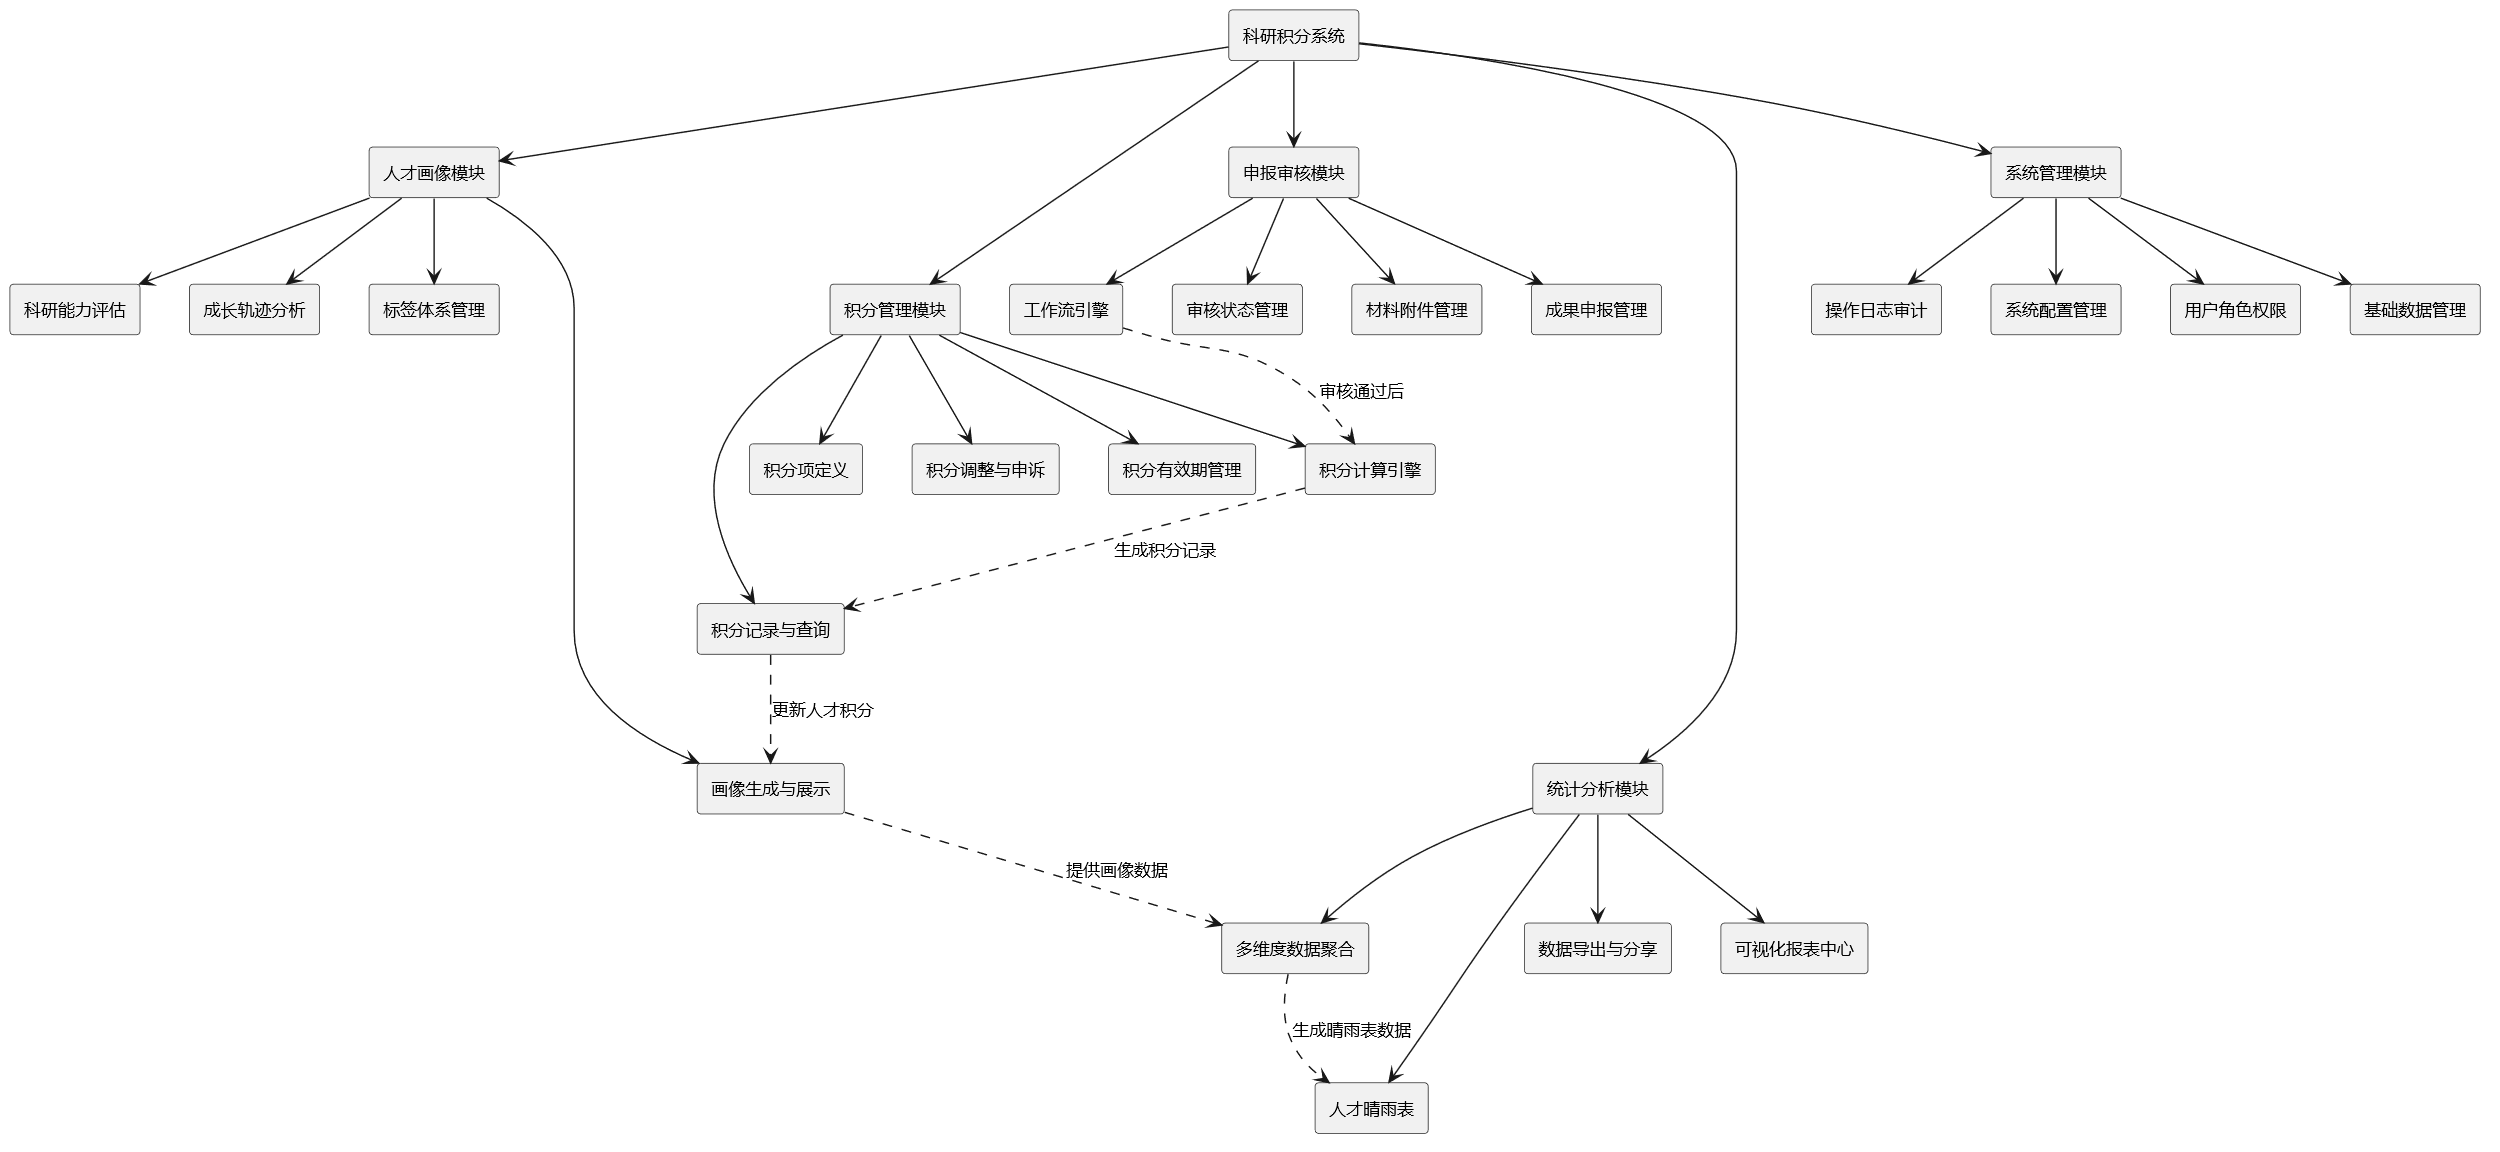 科研积分系统
人才画像模块
申报审核模块
系统管理模块
科研能力评估
成长轨迹分析
标签体系管理
积分管理模块
工作流引擎
审核状态管理
材料附件管理
成果申报管理
操作日志审计
系统配置管理
用户角色权限
基础数据管理
审核通过后
积分项定义
积分调整与申诉
积分有效期管理
积分计算引擎
生成积分记录
积分记录与查询
更新人才积分
画像生成与展示
统计分析模块
提供画像数据
多维度数据聚合
数据导出与分享
可视化报表中心
生成晴雨表数据
人才晴雨表